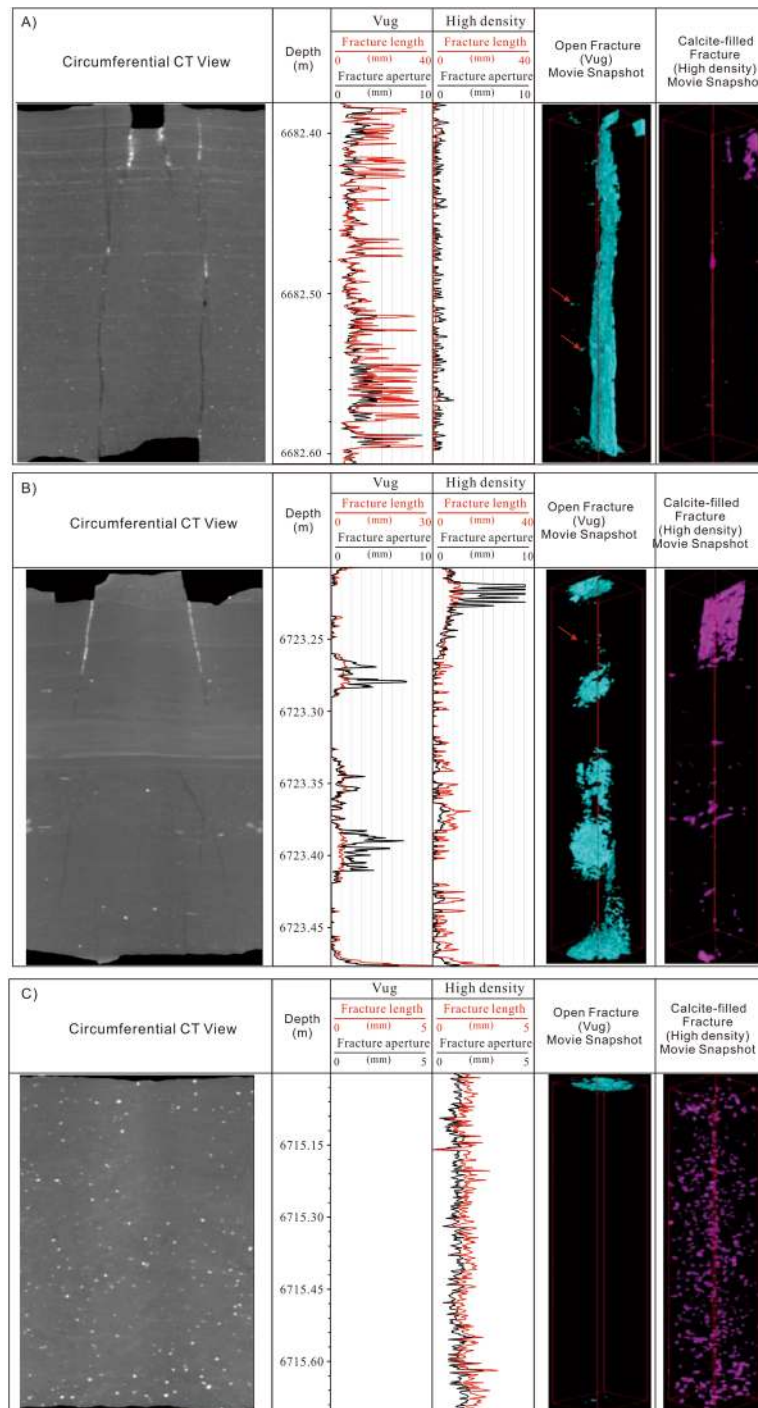 A)
Circumferential CT View
Depth
(m)
Vug
Fracture length
0 (mm) 40
Fracture aperture
0 (mm) 10
High density
Fracture length
0 (mm) 40
Fracture aperture
0 (mm) 10
Open Fracture
(Vug)
Movie Snapshot
Calcite-filled
Fracture
(High density)
Movie Snapshot
6682.40
6682.50
6682.60
B)
Circumferential CT View
Depth
(m)
Vug
Fracture length
0 (mm) 30
Fracture aperture
0 (mm) 10
High density
Fracture length
0 (mm) 40
Fracture aperture
0 (mm) 10
Open Fracture
(Vug)
Movie Snapshot
Calcite-filled
Fracture
(High density)
Movie Snapshot
6723.25
6723.30
6723.35
6723.40
6723.45
C)
Circumferential CT View
Depth
(m)
Vug
Fracture length
0 (mm) 5
Fracture aperture
0 (mm) 5
High density
Fracture length
0 (mm) 5
Fracture aperture
0 (mm) 5
Open Fracture
(Vug)
Movie Snapshot
Calcite-filled
Fracture
(High density)
Movie Snapshot
6715.15
6715.30
6715.45
6715.60